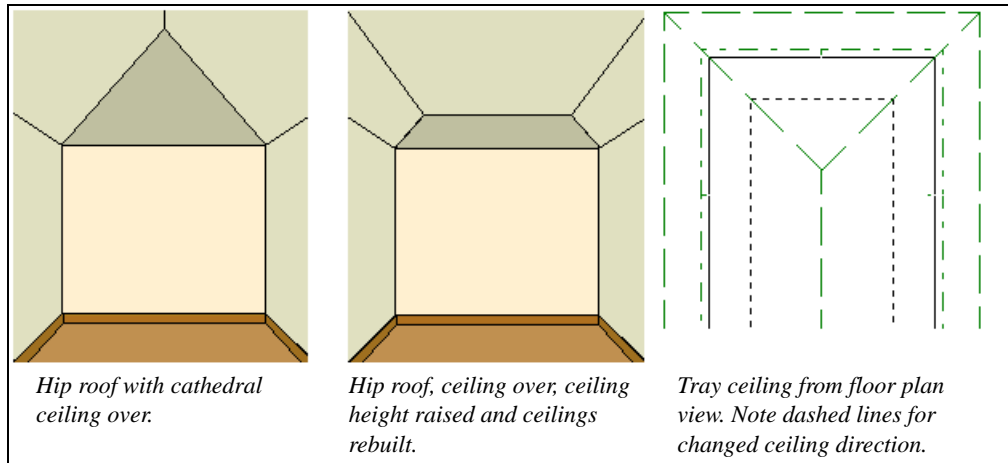 Hip roof with cathedral
ceiling over.
Hip roof, ceiling over, ceiling
height raised and ceilings
rebuilt.
Tray ceiling from floor plan
view. Note dashed lines for
changed ceiling direction.